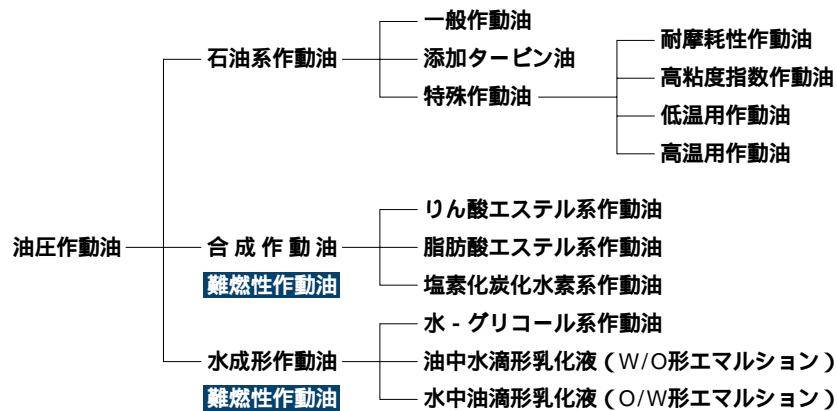 一般作動油
石油系作動油
添加タービン油
特殊作動油
耐摩耗性作動油
高粘度指数作動油
低温用作動油
高温用作動油
油圧作動油
合成作動油
難燃性作動油
りん酸エステル系作動油
脂肪酸エステル系作動油
塩素化炭化水素系作動油
水成形作動油
難燃性作動油
水 - グリコール系作動油
油中水滴形乳化液(W/O形エマルション)
水中油滴形乳化液(O/W形エマルション)